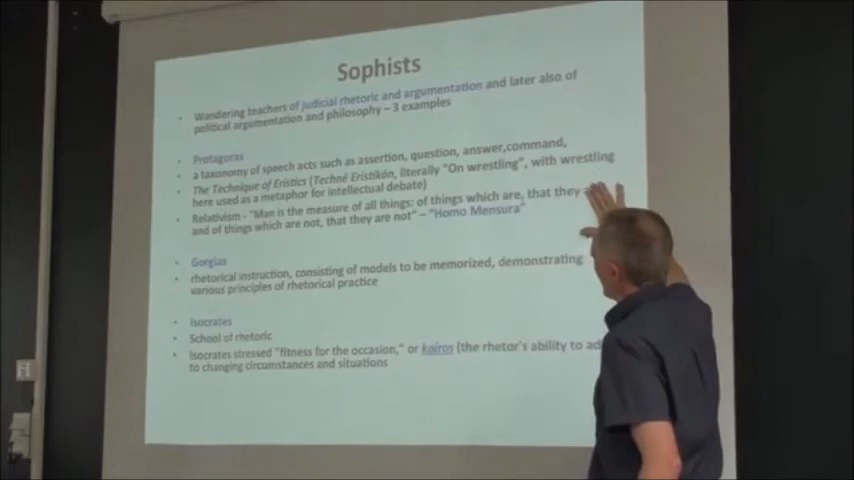 Sophists
• Wandering teachers of judicial rhetoric and argumentation and later also of
political argumentation and philosophy – 3 examples
• Protagoras
• a taxonomy of speech acts such as assertion, question, answer,command,
• The Technique of Eristics (Techné Eristikón, literally "On wrestling", with wrestling
here used as a metaphor for intellectual debate)
• Relativism - "Man is the measure of all things: of things which are, that they
and of things which are not, that they are not" – "Homo Mensura"
• Gorgias
• rhetorical instruction, consisting of models to be memorized, demonstrating
various principles of rhetorical practice
• Isocrates
• School of rhetoric
• Isocrates stressed "fitness for the occasion," or kairos (the rhetor's ability to
to changing circumstances and situations